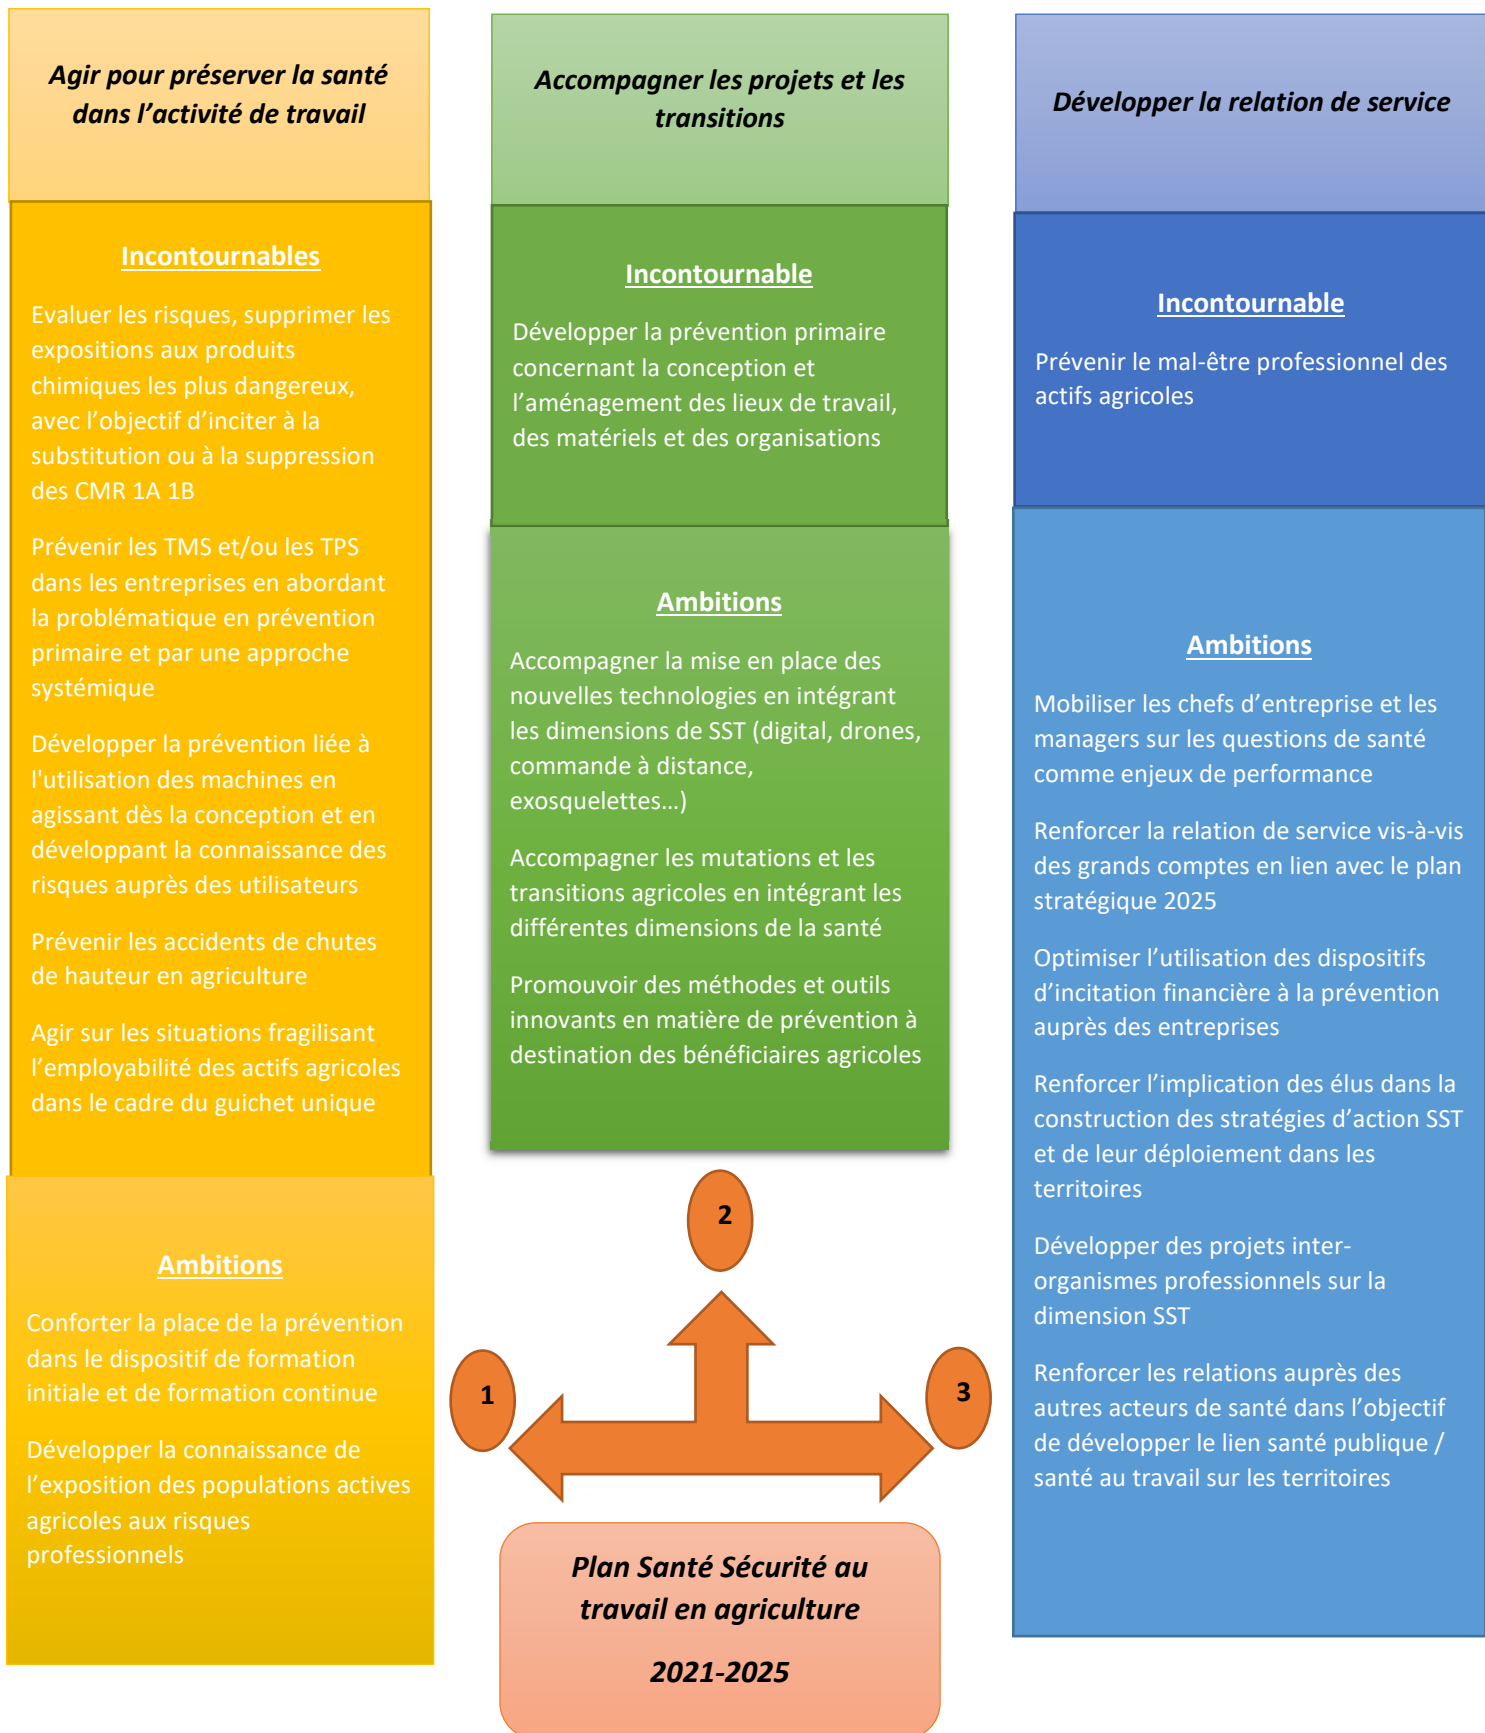 Agir pour préserver la santé
dans l’activité de travail
Incontournables
Evaluer les risques, supprimer les
expositions aux produits
chimiques les plus dangereux,
avec l’objectif d’inciter à la
substitution ou à la suppression
des CMR 1A 1B
Prévenir les TMS et/ou les TPS
dans les entreprises en abordant
la problématique en prévention
primaire et par une approche
systémique
Développer la prévention liée à
l'utilisation des machines en
agissant dès la conception et en
développant la connaissance des
risques auprès des utilisateurs
Prévenir les accidents de chutes
de hauteur en agriculture
Agir sur les situations fragilisant
l’employabilité des actifs agricoles
dans le cadre du guichet unique
Ambitions
Conforter la place de la prévention
dans le dispositif de formation
initiale et de formation continue
Développer la connaissance de
l’exposition des populations actives
agricoles aux risques
professionnels
Accompagner les projets et les
transitions
Incontournable
Développer la prévention primaire
concernant la conception et
l’aménagement des lieux de travail,
des matériels et des organisations
Ambitions
Accompagner la mise en place des
nouvelles technologies en intégrant
les dimensions de SST (digital, drones,
commande à distance,
exosquelettes…)
Accompagner les mutations et les
transitions agricoles en intégrant les
différentes dimensions de la santé
Promouvoir des méthodes et outils
innovants en matière de prévention à
destination des bénéficiaires agricoles
Développer la relation de service
Incontournable
Prévenir le mal-être professionnel des
actifs agricoles
Ambitions
Mobiliser les chefs d’entreprise et les
managers sur les questions de santé
comme enjeux de performance
Renforcer la relation de service vis-à-vis
des grands comptes en lien avec le plan
stratégique 2025
Optimiser l’utilisation des dispositifs
d’incitation financière à la prévention
auprès des entreprises
Renforcer l’implication des élus dans la
construction des stratégies d’action SST
et de leur déploiement dans les
territoires
Développer des projets inter-
organismes professionnels sur la
dimension SST
Renforcer les relations auprès des
autres acteurs de santé dans l’objectif
de développer le lien santé publique /
santé au travail sur les territoires
2
1
3
Plan Santé Sécurité au
travail en agriculture
2021-2025